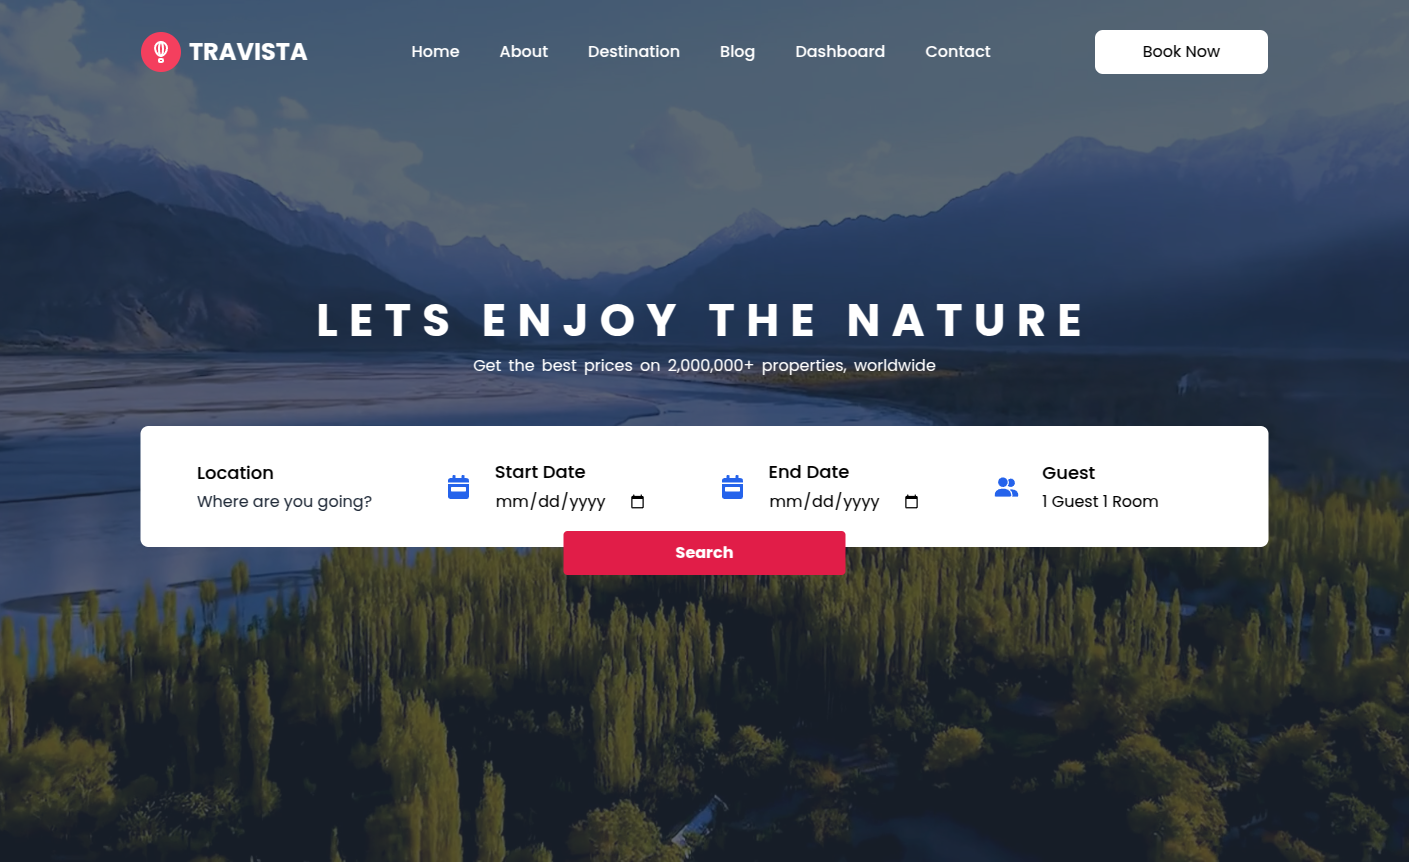 TRAVISTA
Home About Destination Blog Dashboard Contact
Book Now
LETS ENJOY THE NATURE
Get the best prices on 2,000,000+ properties, worldwide
Location
Where are you going?
Start Date
mm/dd/yyyy
End Date
mm/dd/yyyy
Guest
1 Guest 1 Room
Search